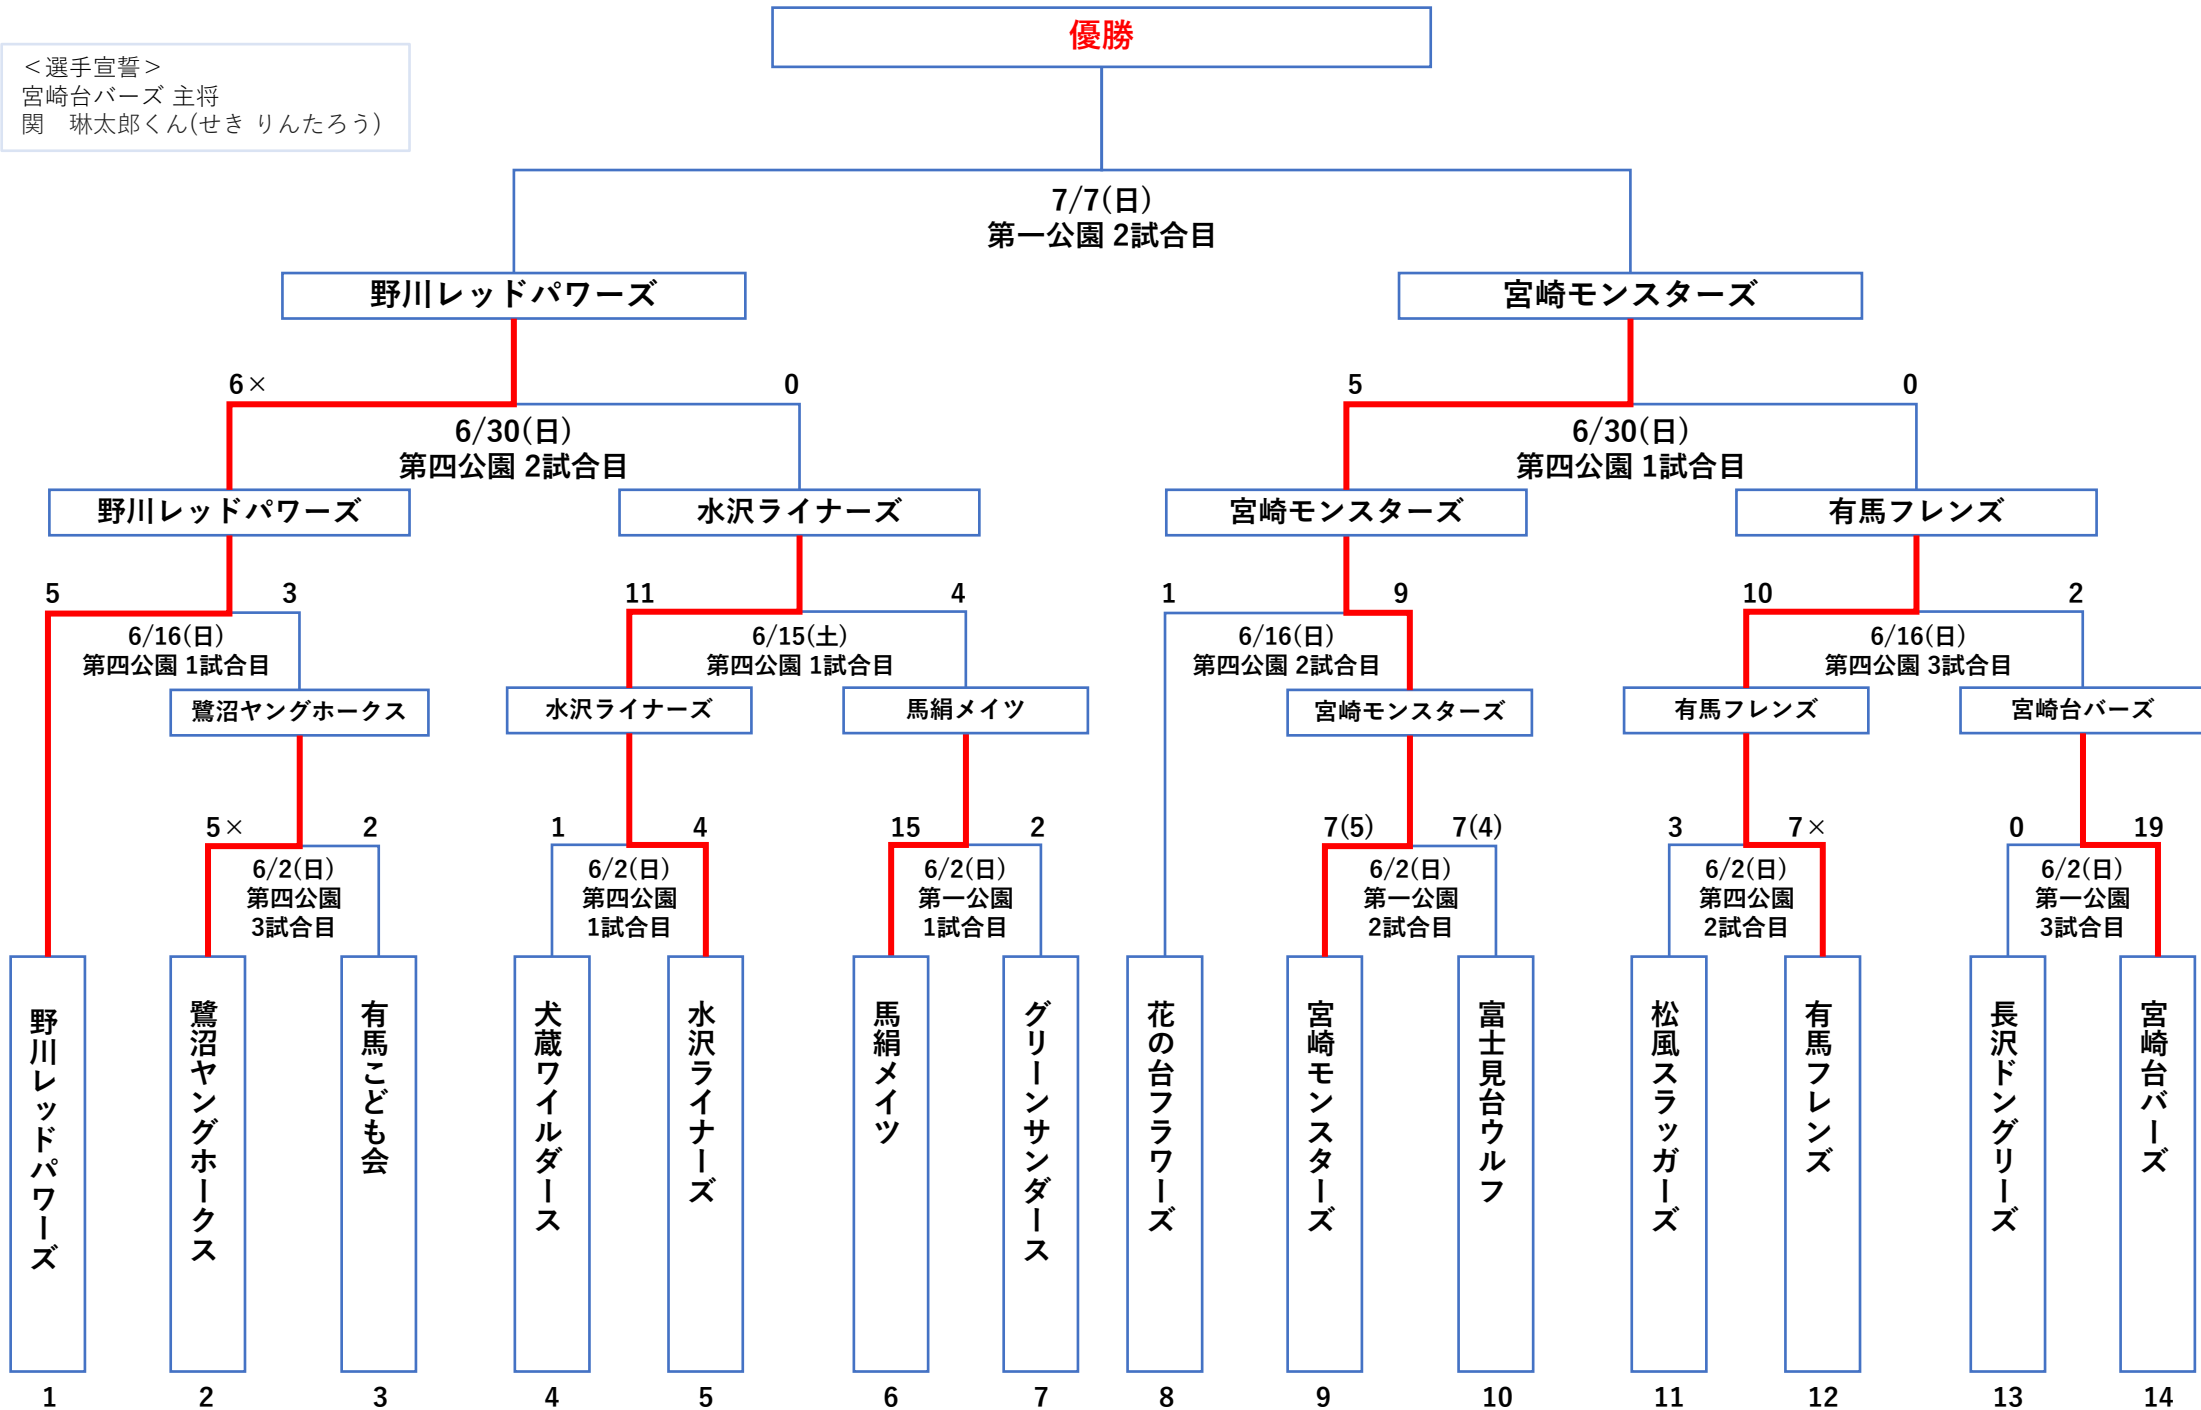 優勝
＜選手宣誓＞
宮崎台バーズ 主将
関　琳太郎くん(せき りんたろう)
7/7(日)
第一公園 2試合目
野川レッドパワーズ
宮崎モンスターズ
6×
0
5
0
6/30(日)
第四公園 2試合目
6/30(日)
第四公園 1試合目
野川レッドパワーズ
水沢ライナーズ
宮崎モンスターズ
有馬フレンズ
5
3
11
4
1
9
10
2
6/16(日)
第四公園 1試合目
6/15(土)
第四公園 1試合目
6/16(日)
第四公園 2試合目
6/16(日)
第四公園 3試合目
鷺沼ヤングホークス
水沢ライナーズ
馬絹メイツ
宮崎モンスターズ
有馬フレンズ
宮崎台バーズ
5×
2
1
4
15
2
7(5)
7(4)
3
7×
0
19
6/2(日)
第四公園
3試合目
6/2(日)
第四公園
1試合目
6/2(日)
第一公園
1試合目
6/2(日)
第一公園
2試合目
6/2(日)
第四公園
2試合目
6/2(日)
第一公園
3試合目
野川レッドパワーズ
鷺沼ヤングホークス
有馬こども会
犬蔵ワイルダース
水沢ライナーズ
馬絹メイツ
グリーンサンダース
花の台フラワーズ
宮崎モンスターズ
富士見台ウルフ
松風スラッガーズ
有馬フレンズ
長沢ドングリーズ
宮崎台バーズ
1
2
3
4
5
6
7
8
9
10
11
12
13
14